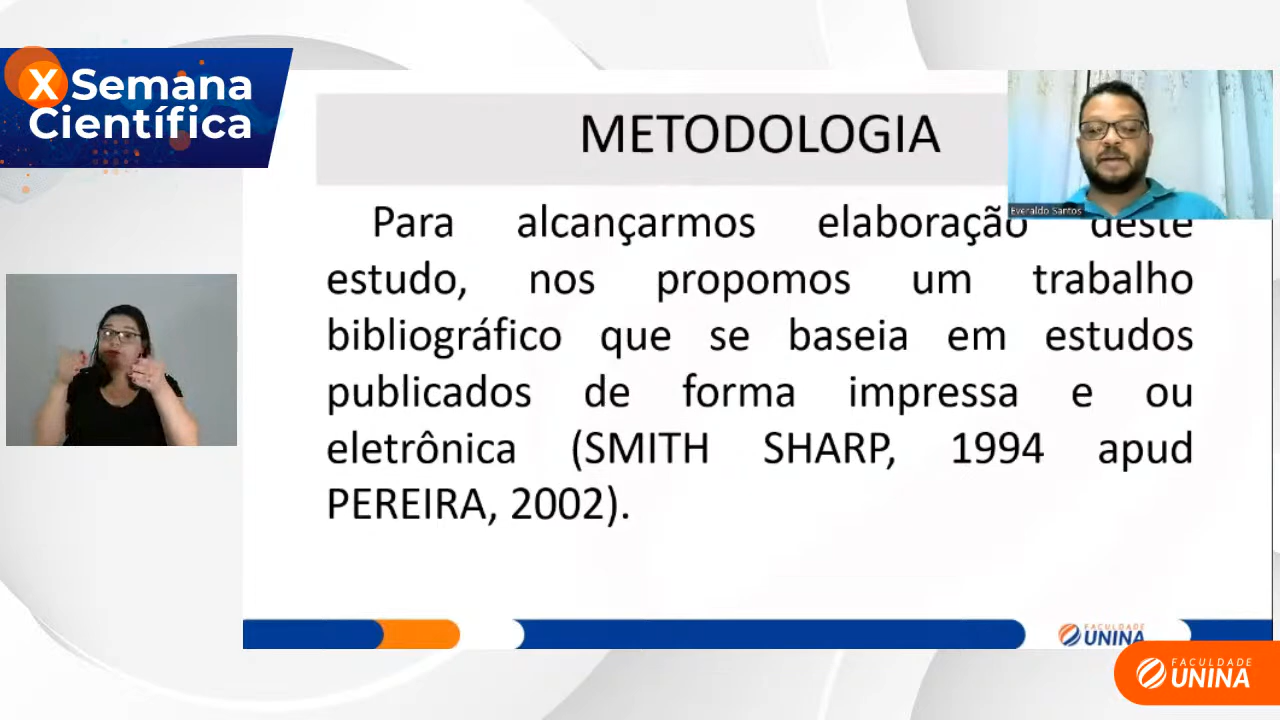 X Semana
Científica
METODOLOGIA
Everaldo Santos
Para alcançarmos elaboração deste
estudo, nos propomos um trabalho
bibliográfico que se baseia em estudos
publicados de forma impressa e ou
eletrônica (SMITH SHARP, 1994 apud
PEREIRA, 2002).
FACULDADE
UNINA
FACULDADE
UNINA